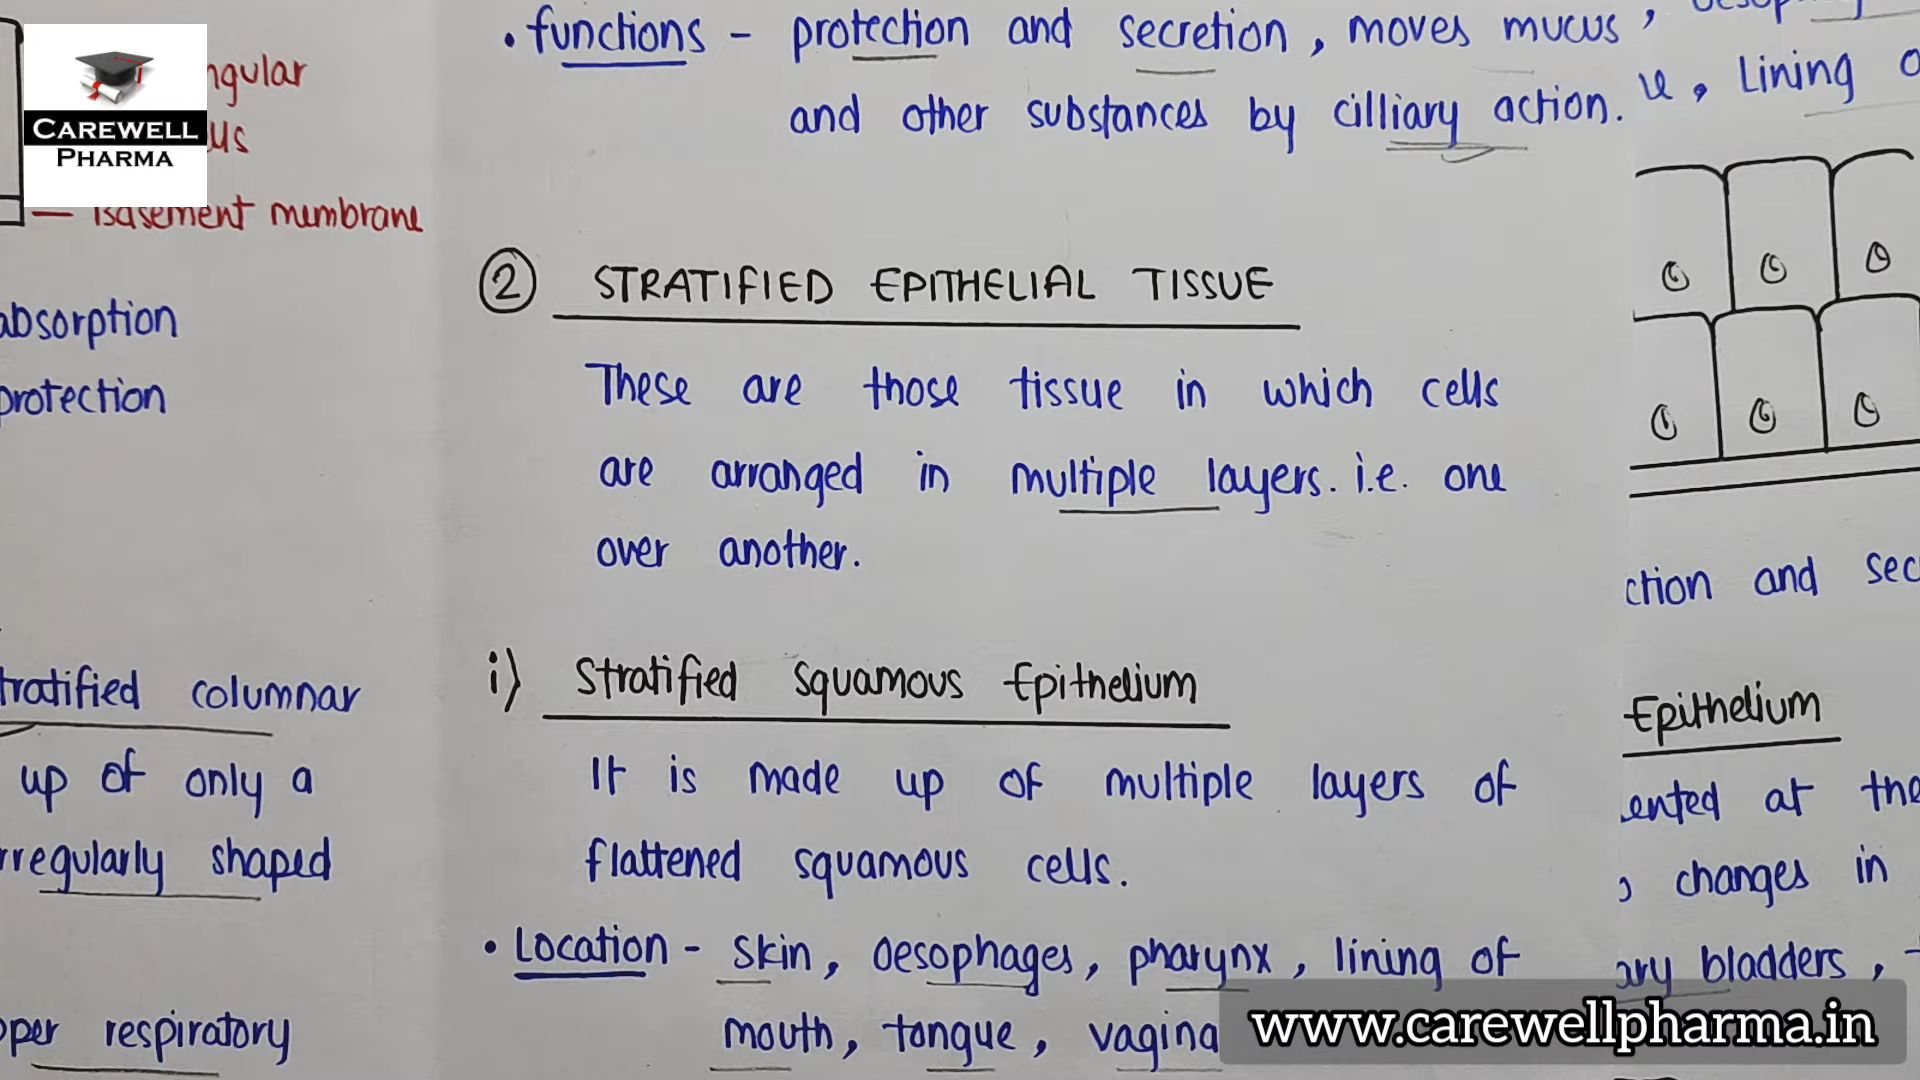 CAREWELL
PHARMA
ngular
us
Basement membrane
absorption
protection
tratified columnar
up of only a
rregularly shaped
pper respiratory
• functions - protection and secretion, moves mucus
and other substances by cilliary action.
② STRATIFIED EPITHELIAL TISSUE
These are those tissue in which cells
are arranged in multiple layers. i.e. one
over another.
i) Stratified Squamous Epithelium
It is made up of multiple layers of
flattened squamous cells.
• Location - skin, oesophages, pharynx, lining of
mouth, tongue, vagina
, Lining
ction and sec
Epithelium
ented at the
, changes in
ary bladders,
www.carewellpharma.in